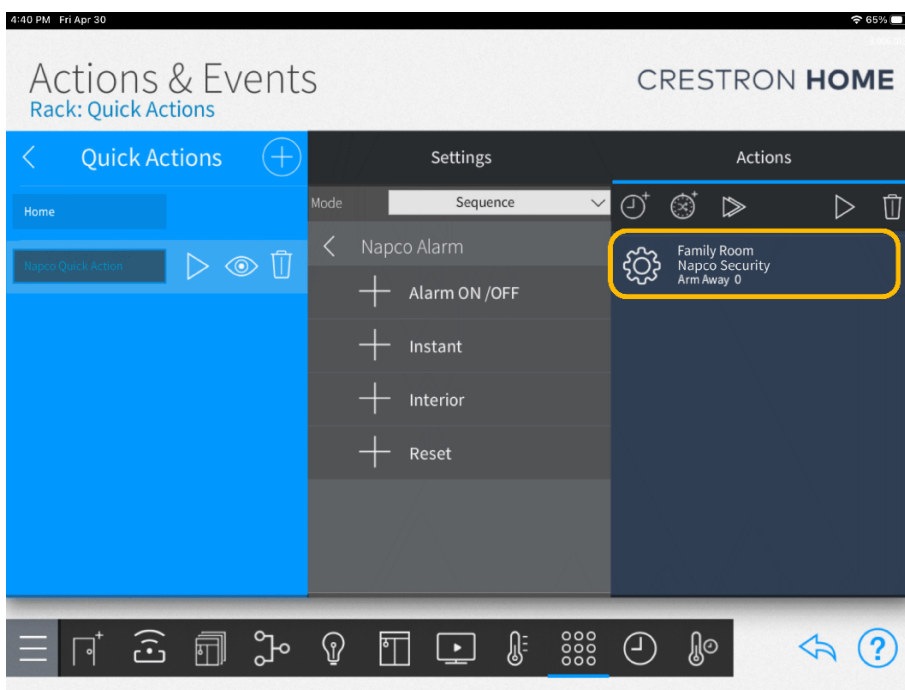 4:40 PM Fri Apr 30
65%
Actions & Events
CRESTRON HOME
Rack: Quick Actions
Quick Actions
Settings
Actions
Home
Mode
Sequence
Napco Quick Action
Napco Alarm
Family Room
Napco Security
Arm Away 0
Alarm ON /OFF
Instant
Interior
Reset
?